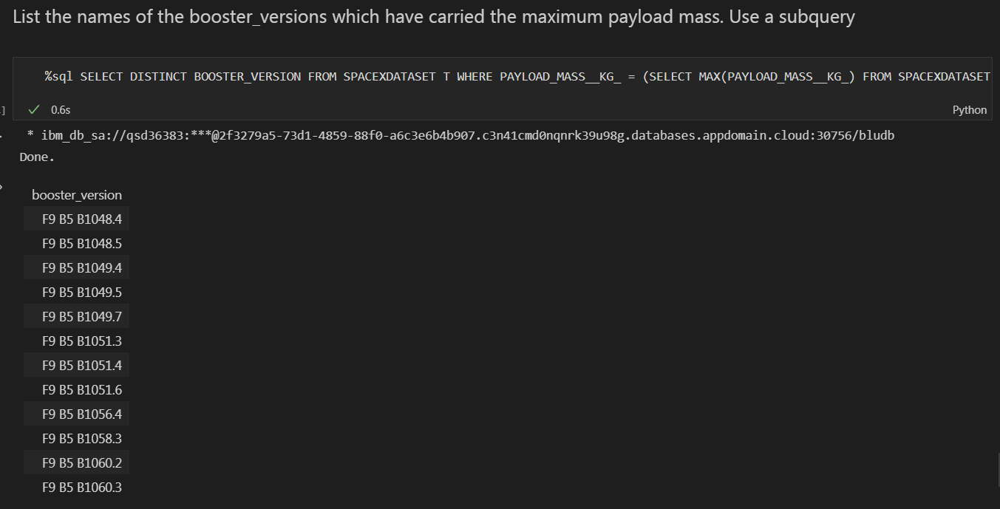 List the names of the booster_versions which have carried the maximum payload mass. Use a subquery
%sql SELECT DISTINCT BOOSTER_VERSION FROM SPACEXDATASET T WHERE PAYLOAD_MASS__KG_ = (SELECT MAX(PAYLOAD_MASS__KG_) FROM SPACEXDATASET
] 0.6s Python
* ibm_db_sa://qsd36383:***@2f3279a5-73d1-4859-88f0-a6c3e6b4b907.c3n41cmd0nqnrk39u98g.databases.appdomain.cloud:30756/bludb
Done.
booster_version
F9 B5 B1048.4
F9 B5 B1048.5
F9 B5 B1049.4
F9 B5 B1049.5
F9 B5 B1049.7
F9 B5 B1051.3
F9 B5 B1051.4
F9 B5 B1051.6
F9 B5 B1056.4
F9 B5 B1058.3
F9 B5 B1060.2
F9 B5 B1060.3